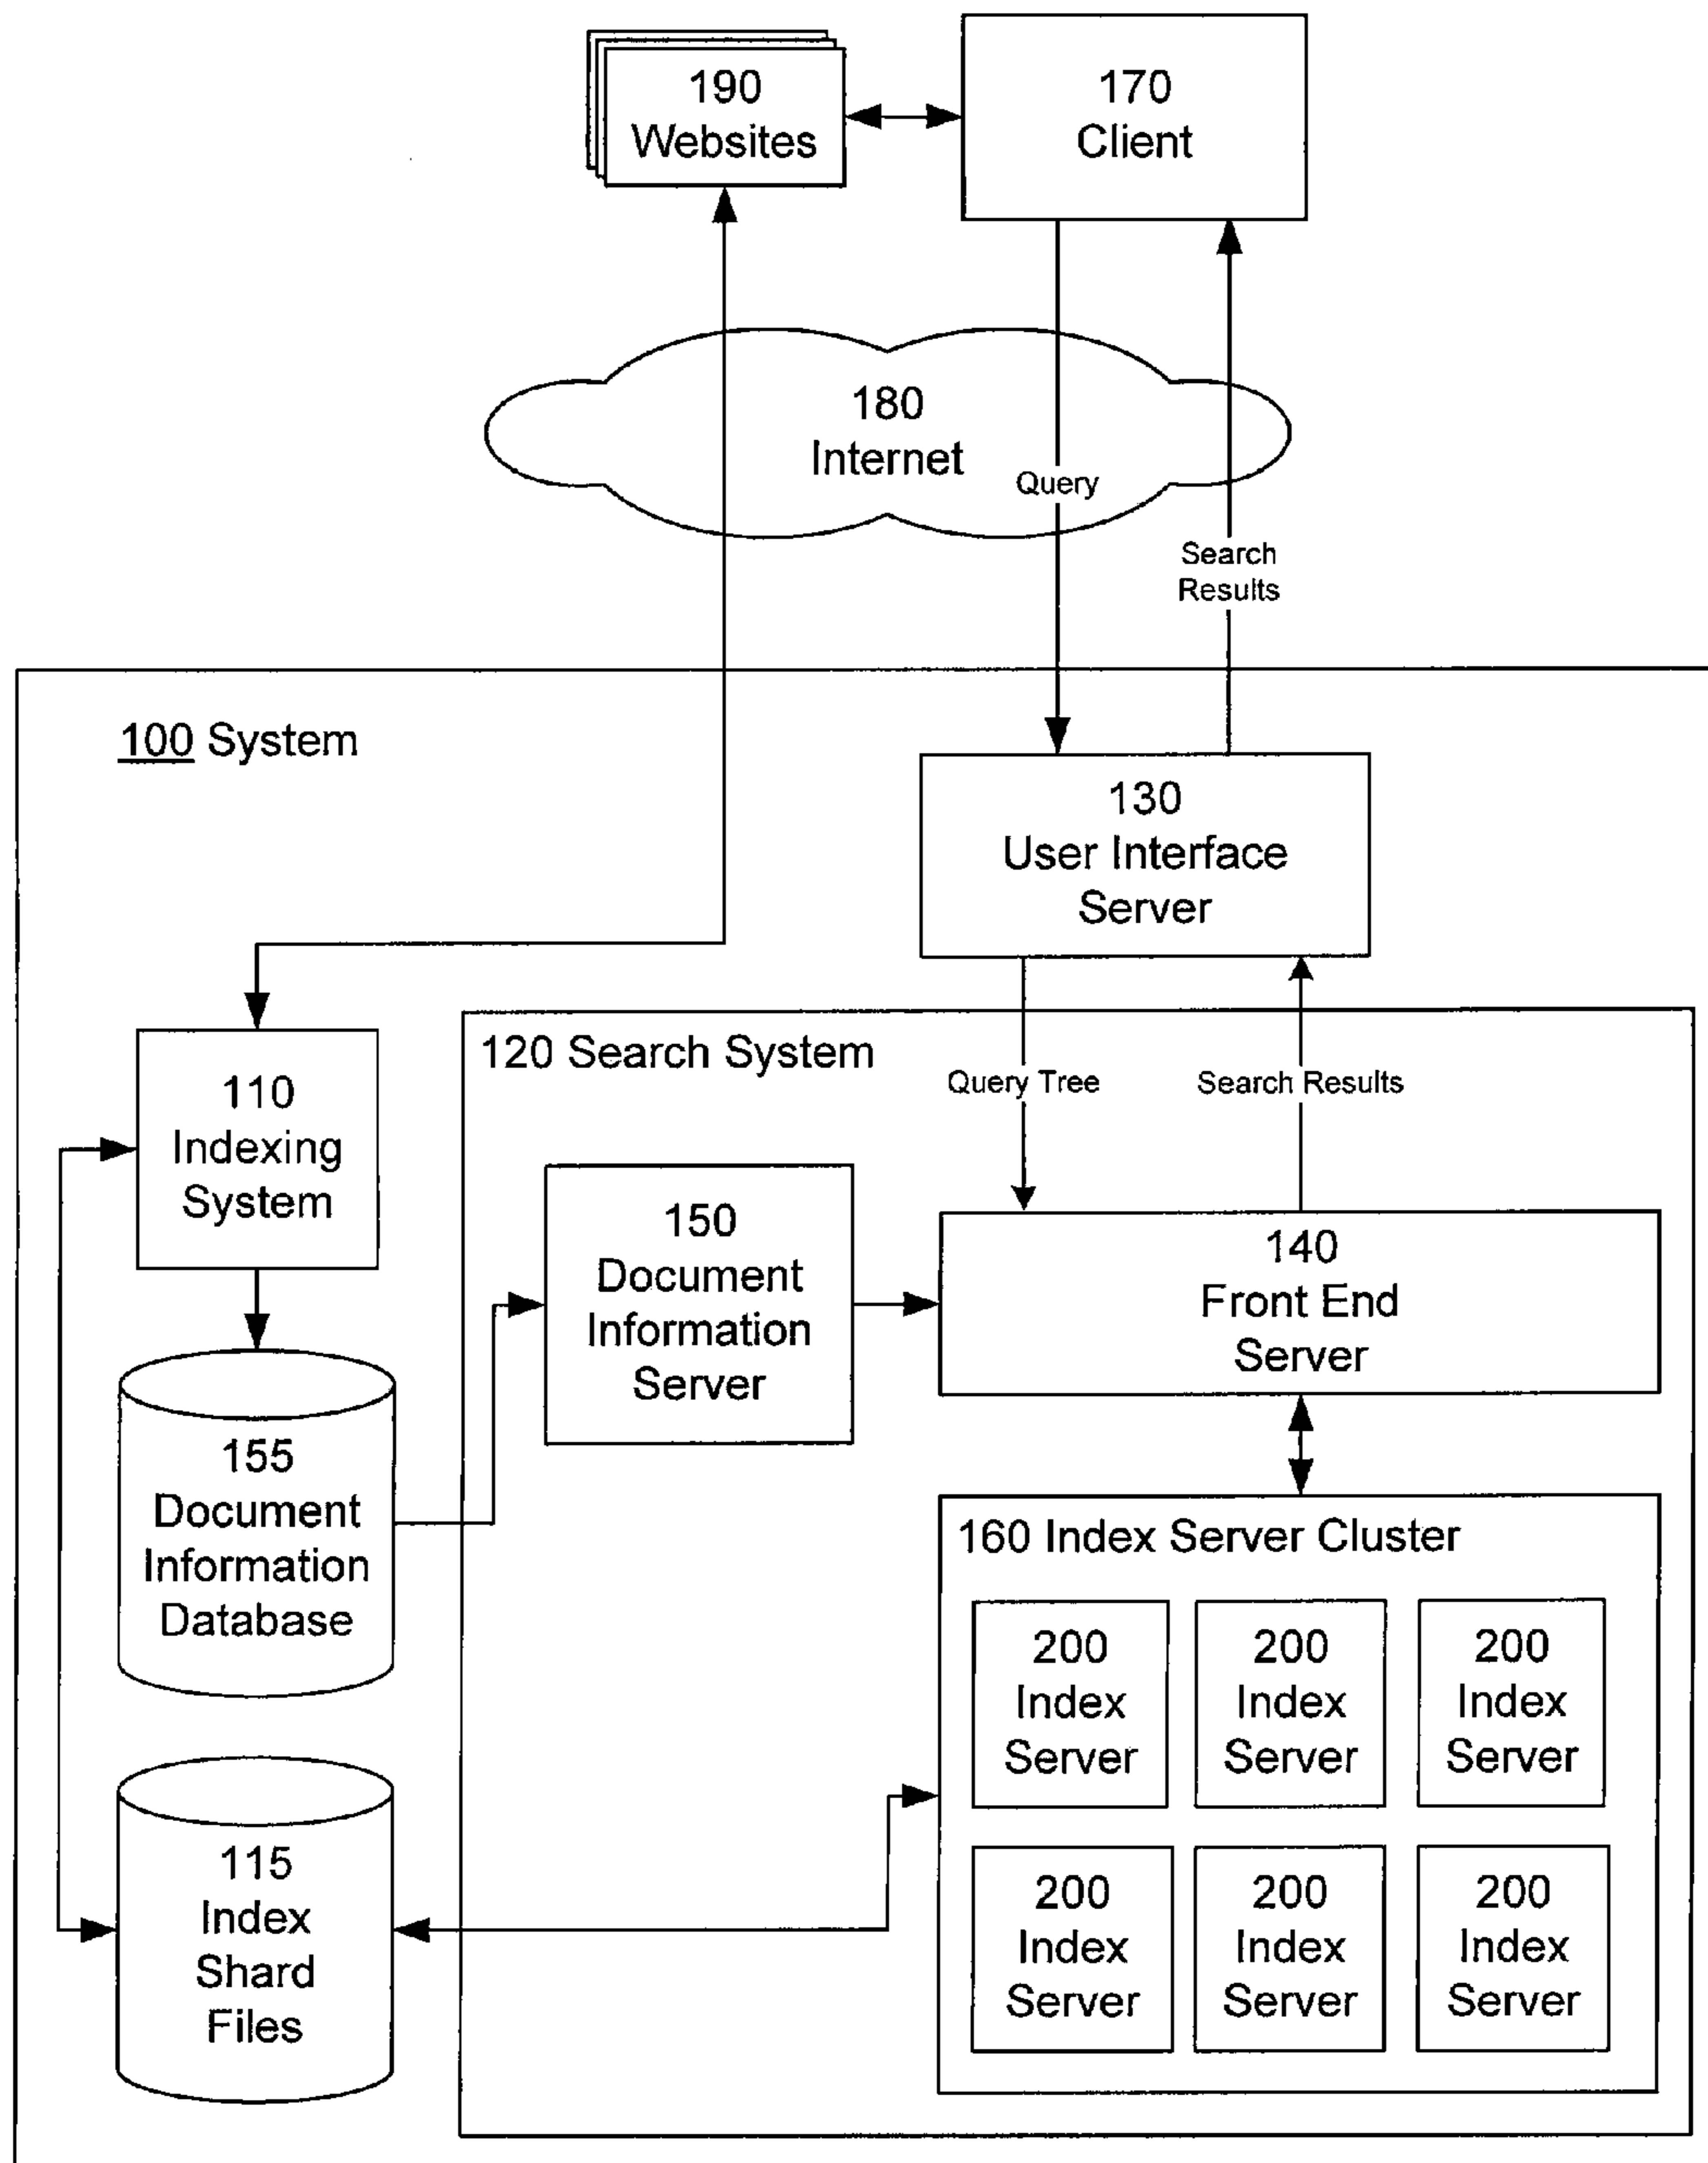 190
Websites
170
Client
180
Internet
Query
Search
Results
100 System
130
User Interface
Server
120 Search System
Query Tree
Search Results
110
Indexing
System
150
Document
Information
Server
140
Front End
Server
155
Document
Information
Database
160 Index Server Cluster
200
Index
Server
200
Index
Server
200
Index
Server
115
Index
Shard
Files
200
Index
Server
200
Index
Server
200
Index
Server